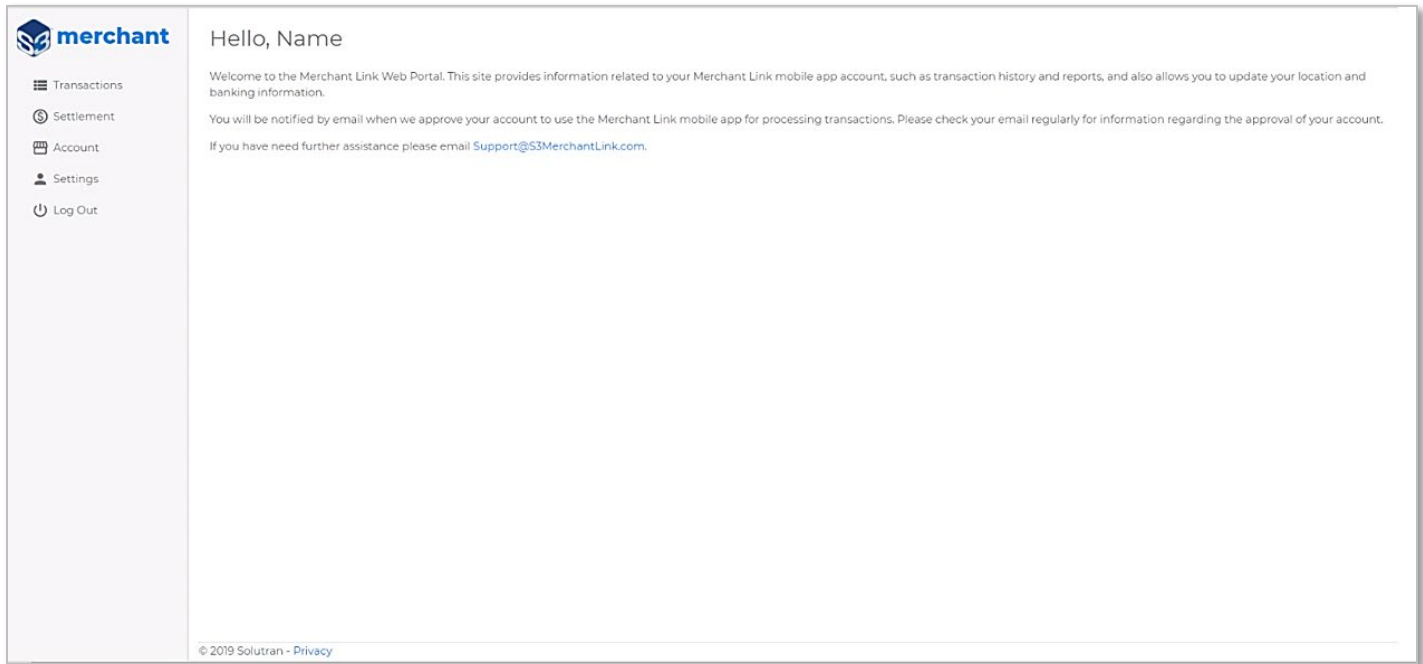 S3 merchant
Transactions
Settlement
Account
Settings
Log Out
Hello, Name
Welcome to the Merchant Link Web Portal. This site provides information related to your Merchant Link mobile app account, such as transaction history and reports, and also allows you to update your location and
banking information.
You will be notified by email when we approve your account to use the Merchant Link mobile app for processing transactions. Please check your email regularly for information regarding the approval of your account.
If you have need further assistance please email Support@S3MerchantLink.com.
© 2019 Solutran - Privacy